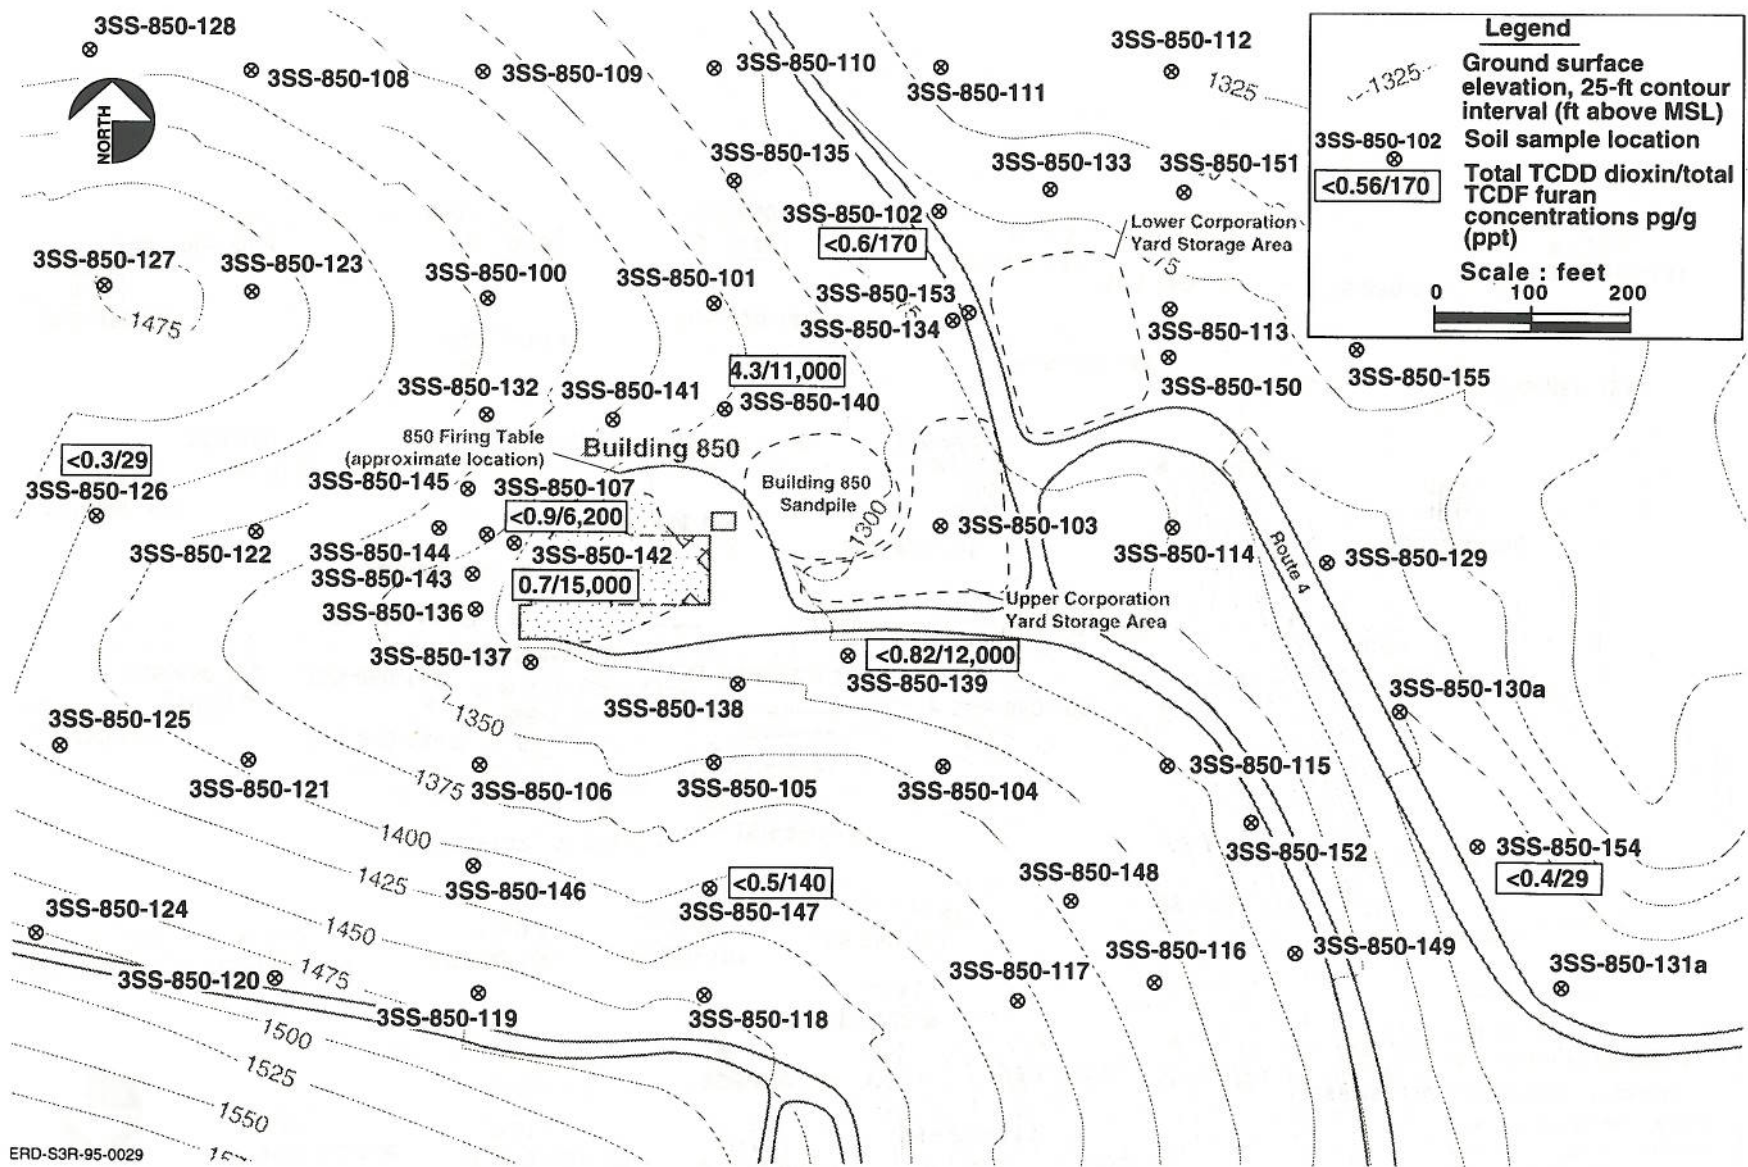 3SS-850-128
3SS-850-108
3SS-850-109
3SS-850-110
3SS-850-111
3SS-850-112
1325
NORTH
Legend
1325
Ground surface
elevation, 25-ft contour
interval (ft above MSL)
3SS-850-102
Soil sample location
<0.56/170
Total TCDD dioxin/total
TCDF furan
concentrations pg/g
(ppt)
Scale : feet
0 100 200
3SS-850-135
3SS-850-133
3SS-850-151
3SS-850-102
<0.6/170
Lower Corporation
Yard Storage Area
3SS-850-127
3SS-850-123
3SS-850-100
3SS-850-101
1475
3SS-850-153
3SS-850-134
3SS-850-113
3SS-850-150
3SS-850-155
3SS-850-132
3SS-850-141
4.3/11,000
3SS-850-140
850 Firing Table
(approximate location)
Building 850
<0.3/29
3SS-850-126
3SS-850-145
3SS-850-107
<0.9/6,200
Building 850
Sandpile
1300
3SS-850-103
3SS-850-122
3SS-850-144
3SS-850-142
3SS-850-143
0.7/15,000
3SS-850-136
3SS-850-114
Route 4
3SS-850-129
Upper Corporation
Yard Storage Area
3SS-850-137
<0.82/12,000
3SS-850-139
3SS-850-138
3SS-850-130a
3SS-850-125
1350
3SS-850-121
1375
3SS-850-106
3SS-850-105
3SS-850-104
3SS-850-115
1400
3SS-850-152
3SS-850-154
<0.4/29
1425
3SS-850-146
<0.5/140
3SS-850-147
3SS-850-148
3SS-850-124
1450
3SS-850-149
3SS-850-116
3SS-850-117
3SS-850-131a
3SS-850-120
1475
3SS-850-119
3SS-850-118
1500
1525
1550
ERD-S3R-95-0029